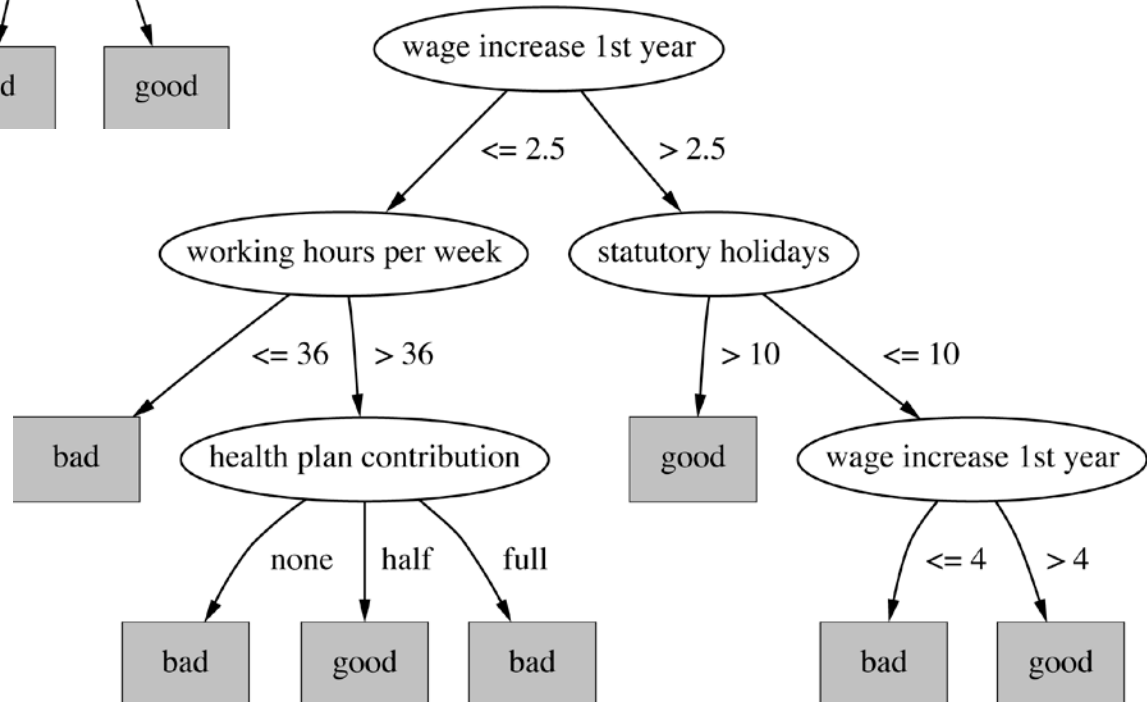 wage increase 1st year
d
good
<= 2.5
> 2.5
working hours per week
statutory holidays
<= 36
> 36
> 10
<= 10
bad
health plan contribution
good
wage increase 1st year
none
half
full
<= 4
> 4
bad
good
bad
bad
good